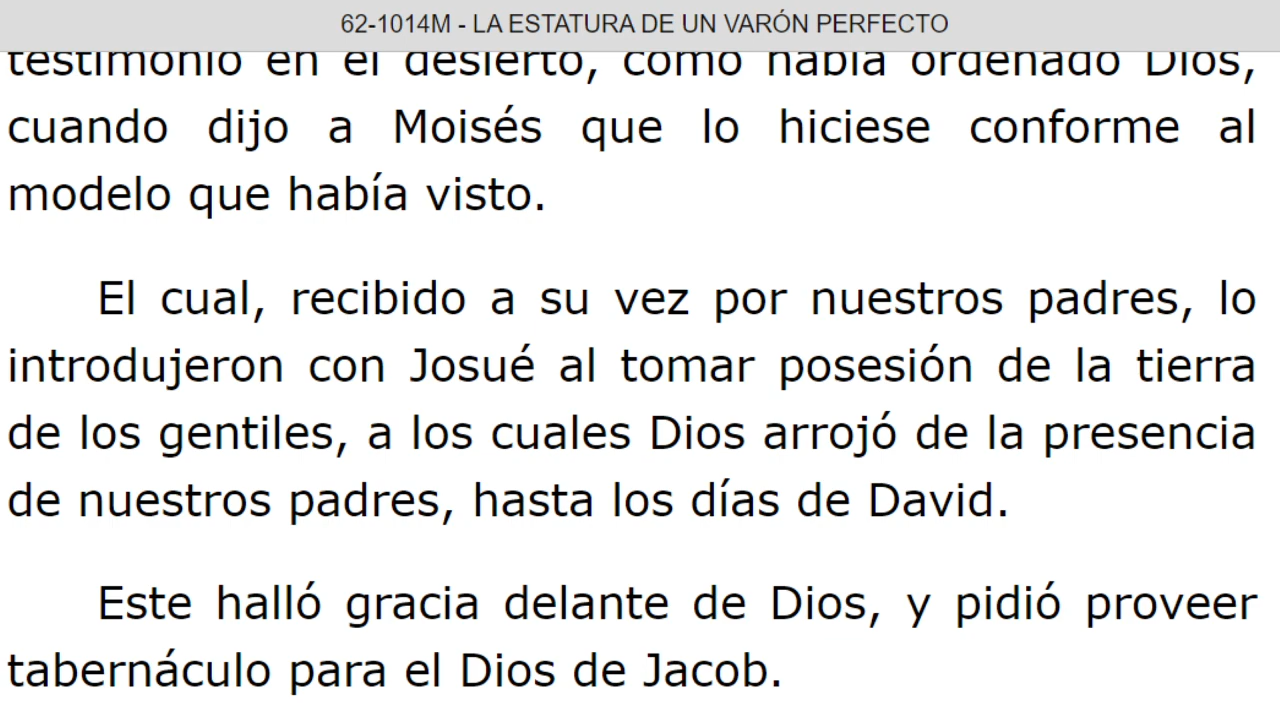 62-1014M - LA ESTATURA DE UN VARÓN PERFECTO
testimonio en el desierto, como había ordenado Dios,
cuando dijo a Moisés que lo hiciese conforme al
modelo que había visto.
El cual, recibido a su vez por nuestros padres, lo
introdujeron con Josué al tomar posesión de la tierra
de los gentiles, a los cuales Dios arrojó de la presencia
de nuestros padres, hasta los días de David.
Este halló gracia delante de Dios, y pidió proveer
tabernáculo para el Dios de Jacob.